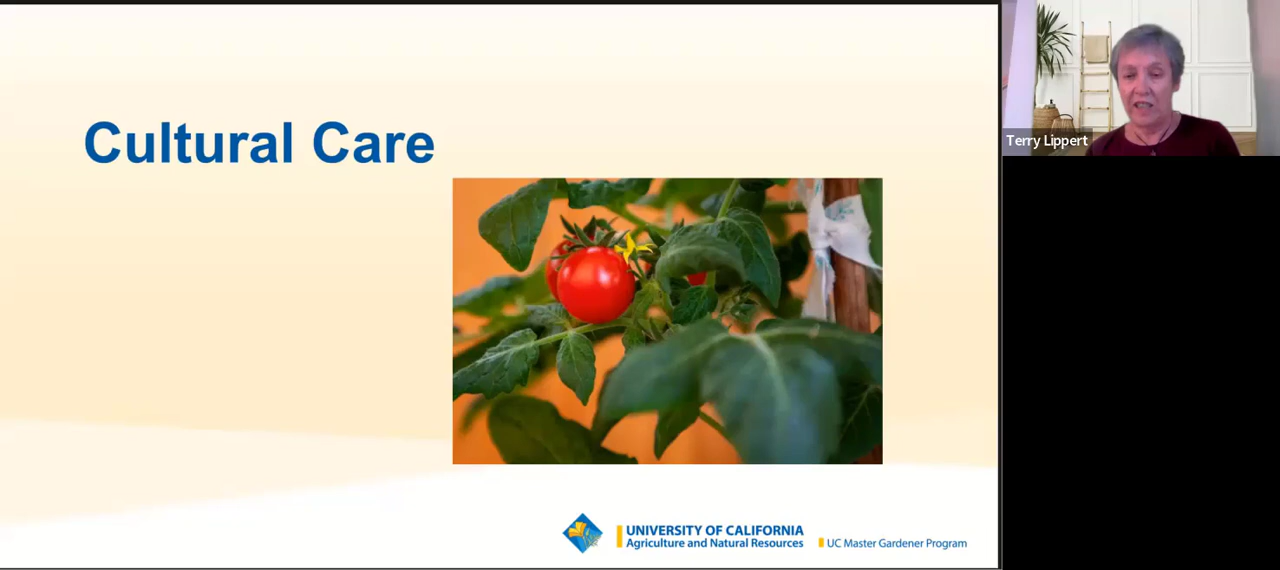 Cultural Care
Terry Lippert
UNIVERSITY OF CALIFORNIA
Agriculture and Natural Resources
UC Master Gardener Program